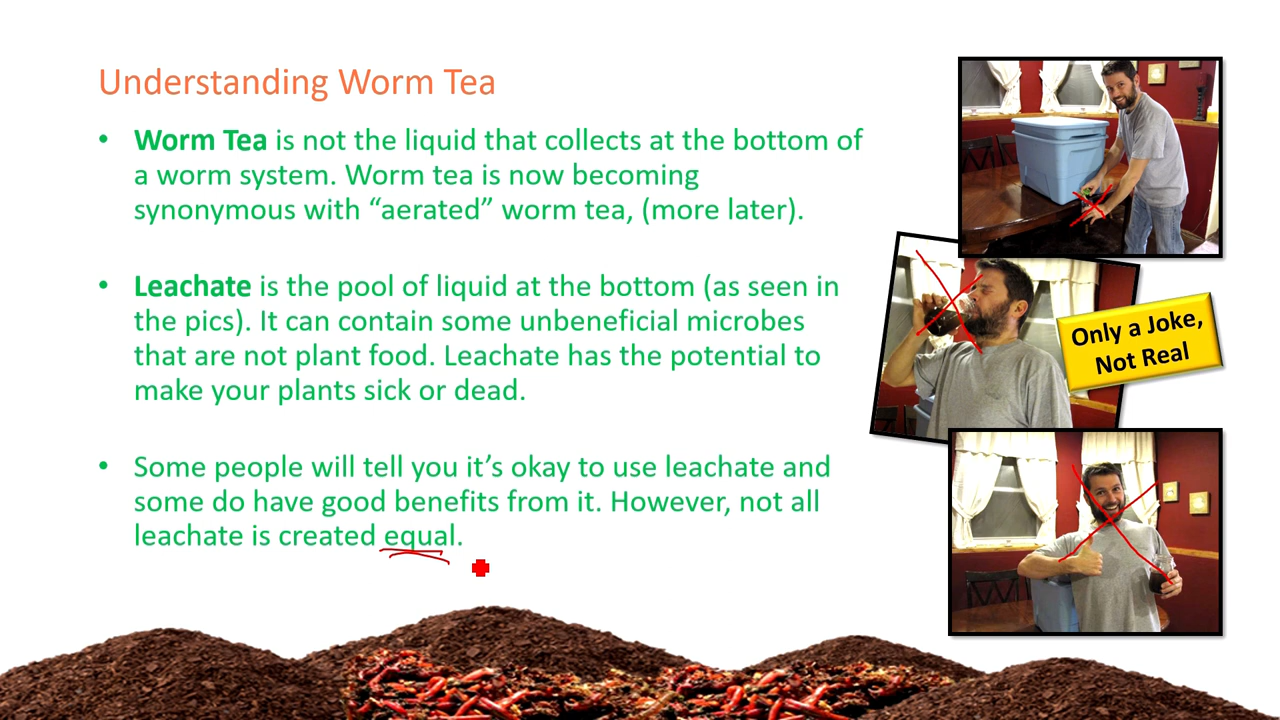 Understanding Worm Tea
• Worm Tea is not the liquid that collects at the bottom of
a worm system. Worm tea is now becoming
synonymous with “aerated” worm tea, (more later).
• Leachate is the pool of liquid at the bottom (as seen in
the pics). It can contain some unbeneficial microbes
that are not plant food. Leachate has the potential to
make your plants sick or dead.
• Some people will tell you it’s okay to use leachate and
some do have good benefits from it. However, not all
leachate is created equal.
Only a Joke,
Not Real